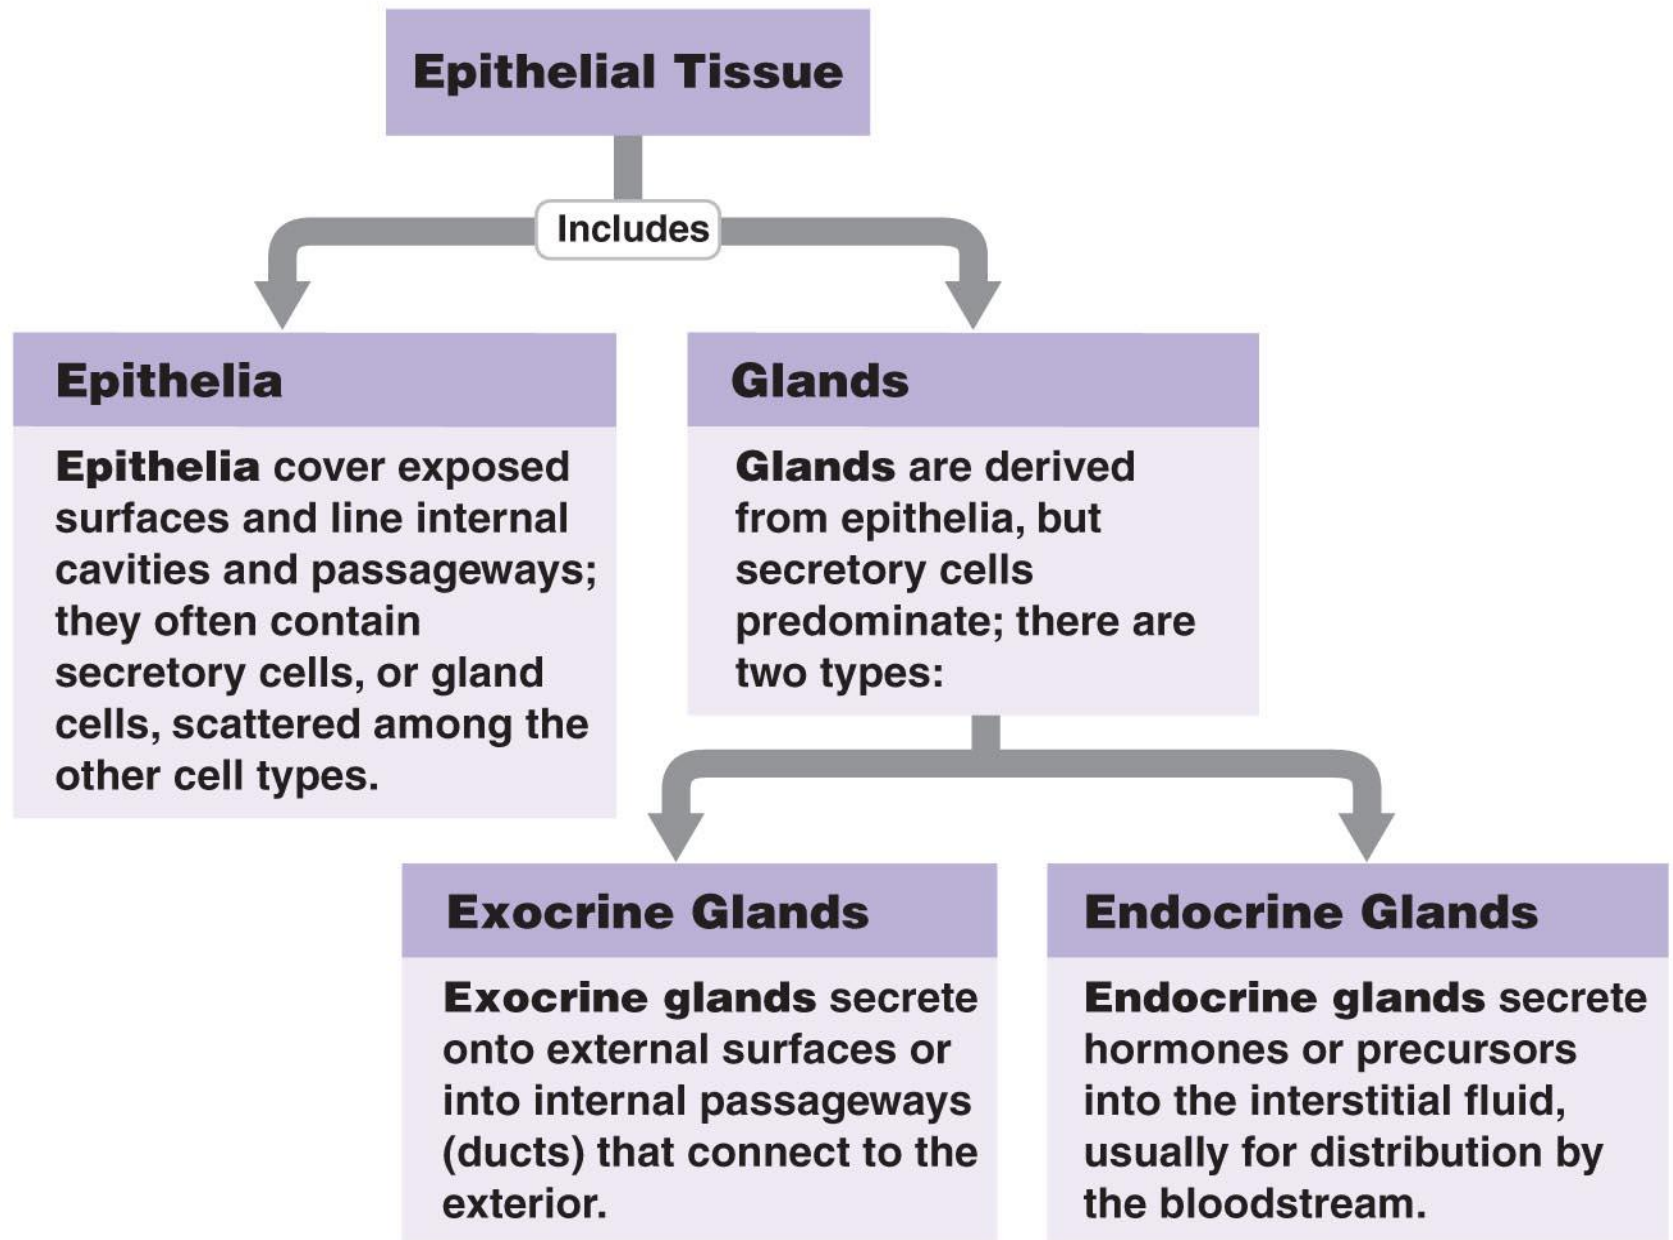 Epithelial Tissue
Includes
Epithelia
Epithelia cover exposed
surfaces and line internal
cavities and passageways;
they often contain
secretory cells, or gland
cells, scattered among the
other cell types.
Glands
Glands are derived
from epithelia, but
secretory cells
predominate; there are
two types:
Exocrine Glands
Exocrine glands secrete
onto external surfaces or
into internal passageways
(ducts) that connect to the
exterior.
Endocrine Glands
Endocrine glands secrete
hormones or precursors
into the interstitial fluid,
usually for distribution by
the bloodstream.